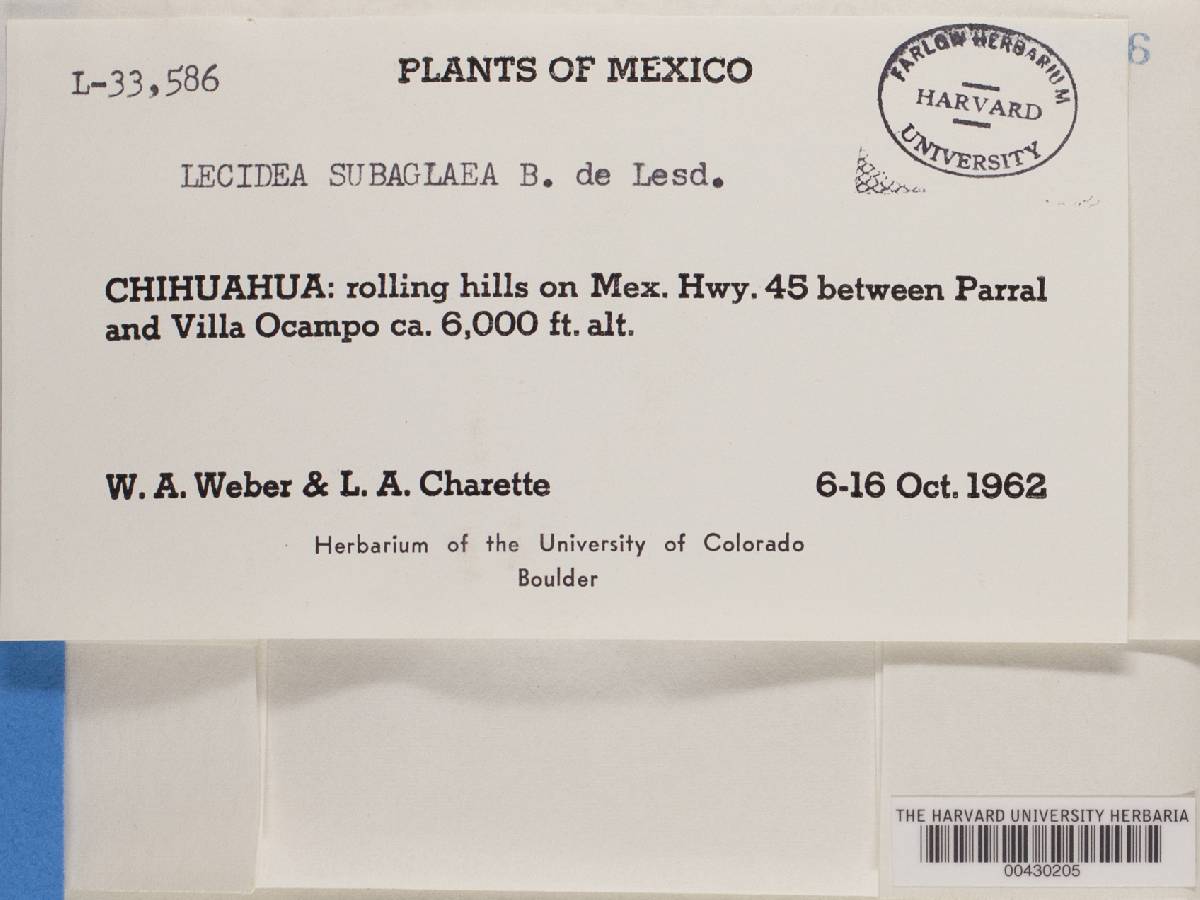 L-33,586
PLANTS OF MEXICO
FARLOW HERBARIUM
HARVARD
UNIVERSITY
6
LECIDEA SUBAGLAEA B. de Lesd.
CHIHUAHUA: rolling hills on Mex. Hwy. 45 between Parral
and Villa Ocampo ca. 6,000 ft. alt.
W. A. Weber & L. A. Charette
6-16 Oct. 1962
Herbarium of the University of Colorado
Boulder
THE HARVARD UNIVERSITY HERBARIA
00430205